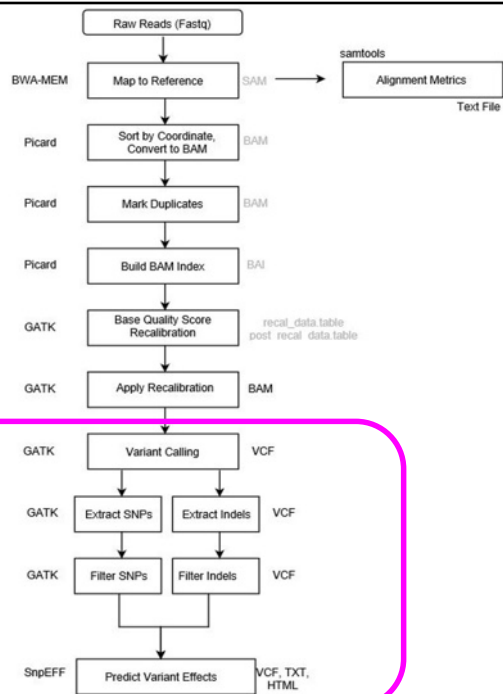 Raw Reads (Fastq)
samtools
BWA-MEM Map to Reference SAM Alignment Metrics
Text File
Picard Sort by Coordinate, Convert to BAM BAM
Picard Mark Duplicates BAM
Picard Build BAM Index BAI
GATK Base Quality Score Recalibration recal_data.table post_recal_data.table
GATK Apply Recalibration BAM
GATK Variant Calling VCF
GATK Extract SNPs Extract Indels VCF
GATK Filter SNPs Filter Indels VCF
SnpEFF Predict Variant Effects VCF, TXT, HTML